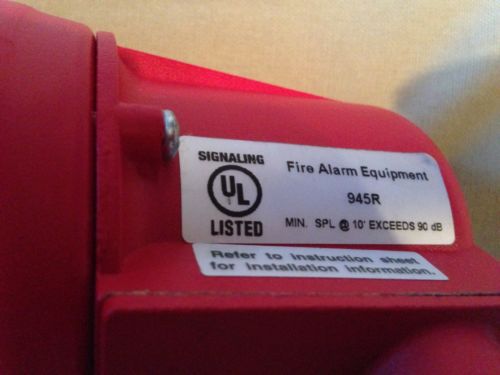 SIGNALING
UL
LISTED
Fire Alarm Equipment
945R
MIN. SPL @ 10' EXCEEDS 90 dB
Refer to instruction sheet
for installation information.